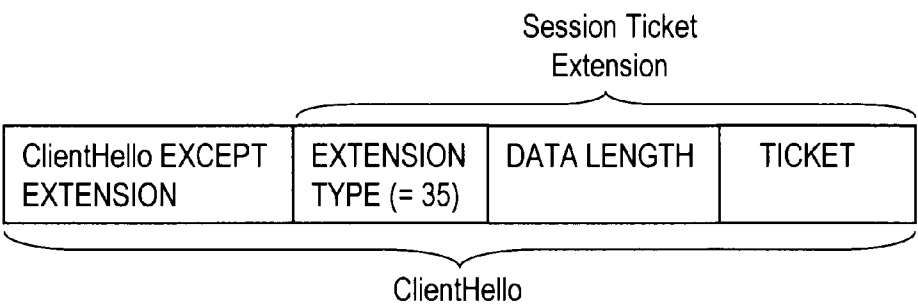 Session Ticket
Extension
ClientHello EXCEPT
EXTENSION
EXTENSION
TYPE (= 35)
DATA LENGTH
TICKET
ClientHello